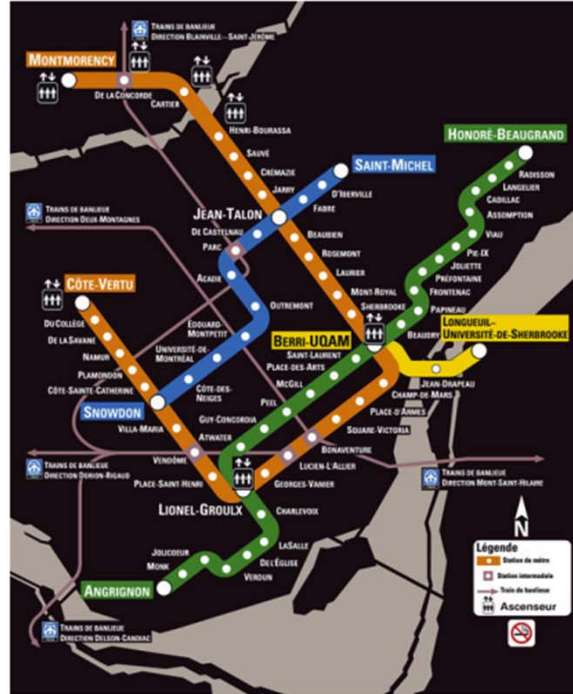 TRAINS DE BANLIEUE
DIRECTION BLAINVILLE—SAINT-JÉRÔME
MONTMORENCY
DE LA CONCORDE
CARTIER
HENRI-BOURASSA
HONORÉ-BEAUGRAND
SAUVÉ
CRÉMAZIE
SAINT-MICHEL
RADISSON
JARRY
LANGELIER
D'IBERVILLE
CADILLAC
TRAINS DE BANLIEUE
DIRECTION DEUX-MONTAGNES
JEAN-TALON
FABRE
ASSOMPTION
DE CASTELNAU
BEAUBIEN
VIAU
PARC
ROSEMONT
PIE-IX
JOLIETTE
ACADIE
LAURIER
PRÉFONTAINE
CÔTE-VERTU
MONT-ROYAL
FRONTENAC
OUTREMONT
SHERBROOKE
PAPINEAU
DU COLLÈGE
ÉDOUARD-
MONTPETIT
BERRI-UQAM
BEAUDRY
LONGUEUIL–
UNIVERSITÉ-DE-SHERBROOKE
DE LA SAVANE
UNIVERSITÉ-DE-
MONTRÉAL
SAINT-LAURENT
NAMUR
PLACE-DES-ARTS
PLAMONDON
MCGILL
JEAN-DRAPEAU
CÔTE-SAINTE-CATHERINE
CÔTE-DES-
NEIGES
PEEL
CHAMP-DE-MARS
SNOWDON
GUY-CONCORDIA
PLACE-D'ARMES
VILLA-MARIA
ATWATER
SQUARE-VICTORIA
VENDÔME
BONAVENTURE
TRAINS DE BANLIEUE
DIRECTION DORION-RIGAUD
LUCIEN-L'ALLIER
TRAINS DE BANLIEUE
DIRECTION MONT-SAINT-HILAIRE
PLACE-SAINT-HENRI
GEORGES-VANIER
LIONEL-GROULX
CHARLEVOIX
N
JOLICOEUR
LASALLE
MONK
DE L'ÉGLISE
VERDUN
ANGRIGNON
Légende
Station de métro
Station intermodale
Train de banlieue
Ascenseur
TRAINS DE BANLIEUE
DIRECTION DELSON-CANDIAC